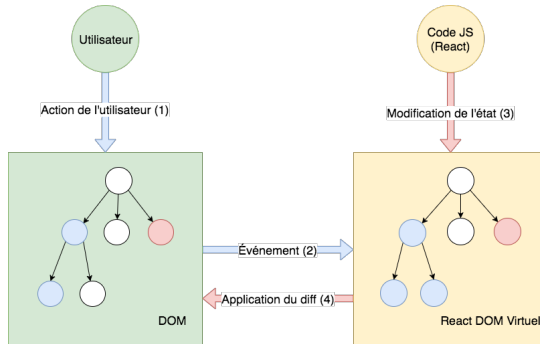 Utilisateur
Code JS
(React)
Action de l'utilisateur (1)
Modification de l'état (3)
Événement (2)
Application du diff (4)
DOM
React DOM Virtuel